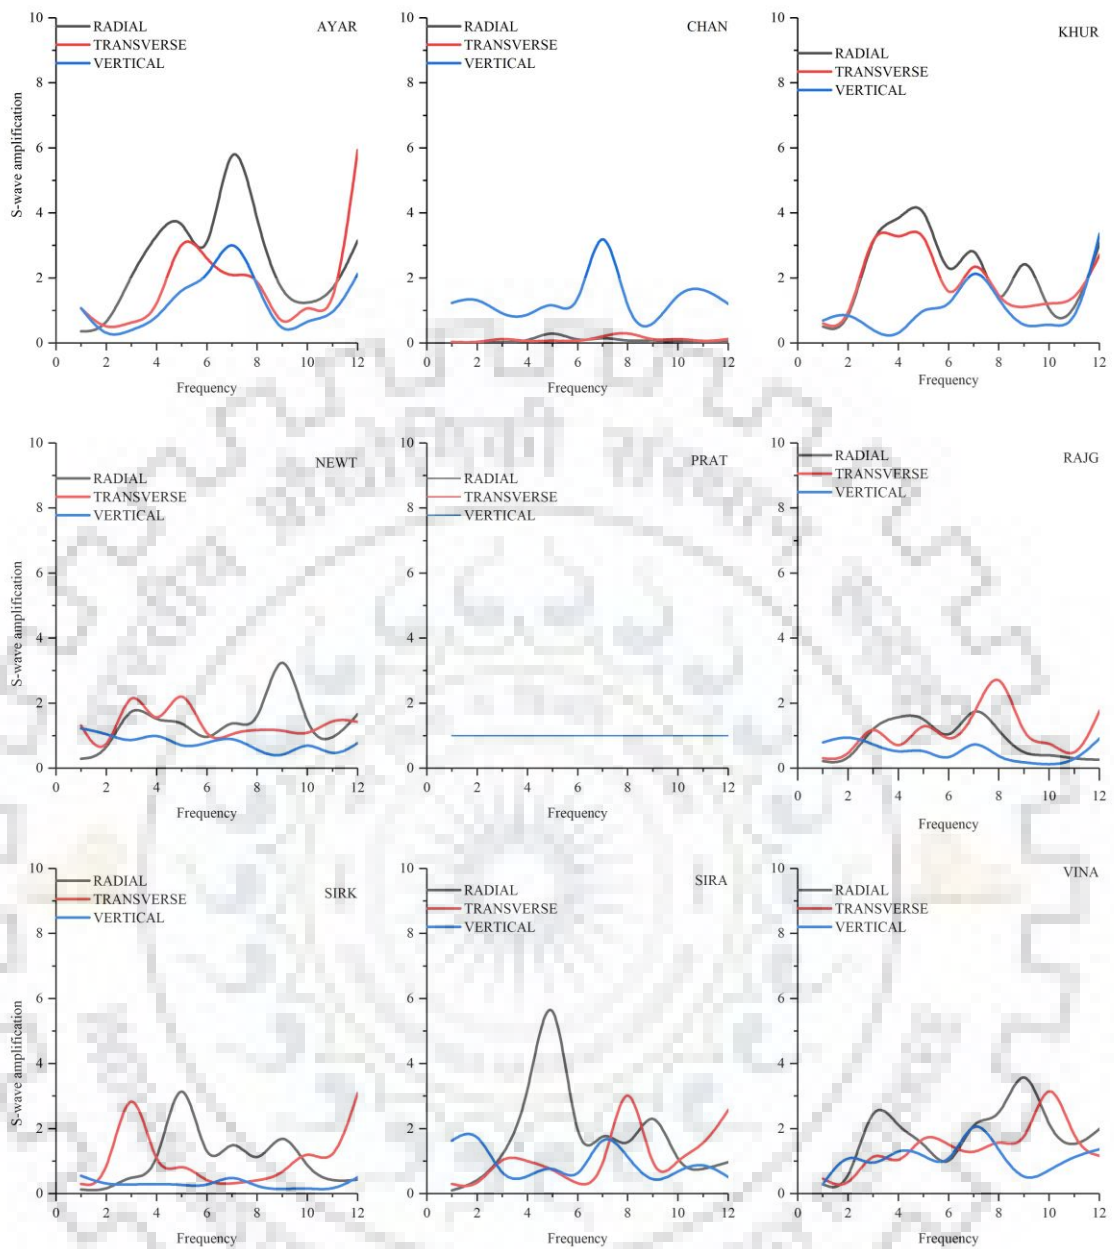 10
RADIAL
AYAR
TRANSVERSE
VERTICAL
8
6
4
2
0
0 2 4 6 8 10 12
S-wave amplification
Frequency
10
RADIAL
CHAN
TRANSVERSE
VERTICAL
8
6
4
2
0
0 2 4 6 8 10 12
Frequency
10
KHUR
RADIAL
8
TRANSVERSE
VERTICAL
6
4
2
0
0 2 4 6 8 10 12
Frequency
10
NEWT
RADIAL
TRANSVERSE
VERTICAL
8
6
4
2
0
0 2 4 6 8 10 12
S-wave amplification
Frequency
10
PRAT
RADIAL
TRANSVERSE
VERTICAL
8
6
4
2
0
0 2 4 6 8 10 12
Frequency
10
RADIAL
RAJG
TRANSVERSE
VERTICAL
8
6
4
2
0
0 2 4 6 8 10 12
Frequency
10
RADIAL
SIRK
TRANSVERSE
VERTICAL
8
6
4
2
0
0 2 4 6 8 10 12
S-wave amplification
Frequency
10
SIRA
RADIAL
TRANSVERSE
VERTICAL
8
6
4
2
0
0 2 4 6 8 10 12
Frequency
10
VINA
RADIAL
TRANSVERSE
VERTICAL
8
6
4
2
0
0 2 4 6 8 10 12
Frequency